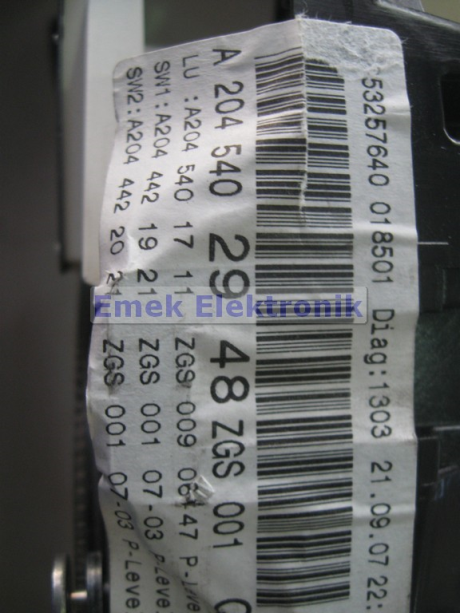 53257640 018501 Diag:1303 21.09.07 22
A 204 540 29 48 ZGS 001
LU :A204 540 17 11 ZGS 009 06 47 P-Leve
SW1:A204 442 19 21 ZGS 001 07-03 P-Leve
SW2:A204 442 20 21 ZGS 001 07-03 P-Leve
Emek Elektronik